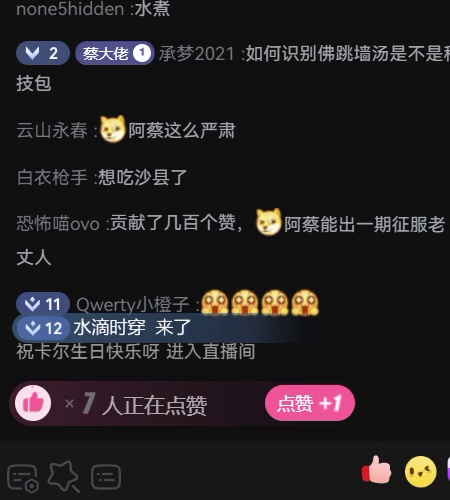 none5hidden :水煮
2 蔡大佬 1 承梦2021 :如何识别佛跳墙汤是不是科
技包
云山永春 :阿蔡这么严肃
白衣枪手 :想吃沙县了
恐怖喵ovo :贡献了几百个赞，阿蔡能出一期征服老
丈人
11 Qwerty小橙子 :
12 水滴时穿 来了
祝卡尔生日快乐呀 进入直播间
× 7 人正在点赞 点赞 +1